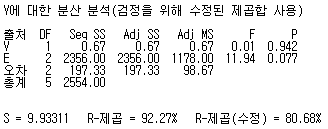 Y에 대한 분산 분석(검정을 위해 수정된 제곱합 사용)
출처 DF Seq SS Adj SS Adj MS F P
V 1 0.67 0.67 0.67 0.01 0.942
E 2 2356.00 2356.00 1178.00 11.94 0.077
오차 2 197.33 197.33 98.67
총계 5 2554.00
S = 9.93311 R-제곱 = 92.27% R-제곱(수정) = 80.68%